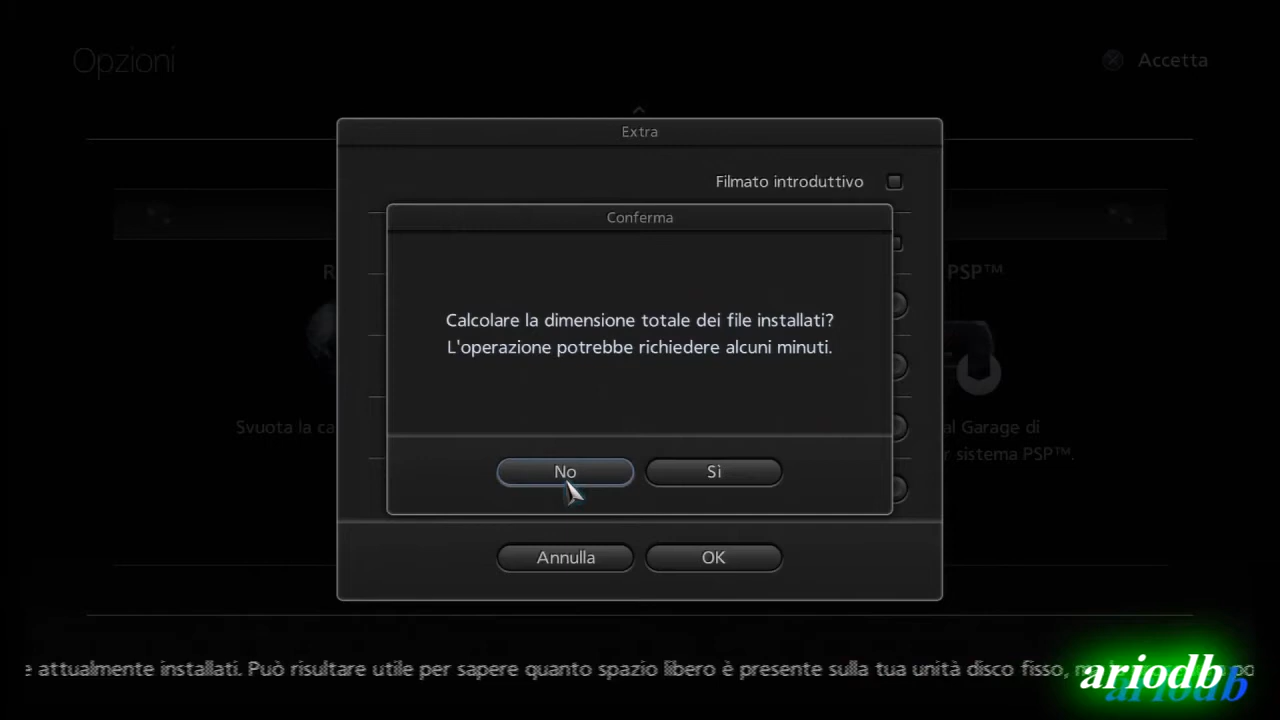 Opzioni
Accetta
Extra
Filmato introduttivo
Conferma
PSP™
Calcolare la dimensione totale dei file installati?
L'operazione potrebbe richiedere alcuni minuti.
Svuota la
al Garage di
sistema PSP™.
No
Sì
Annulla
OK
e attualmente installati. Può risultare utile per sapere quanto spazio libero è presente sulla tua unità disco fisso,
ariodb